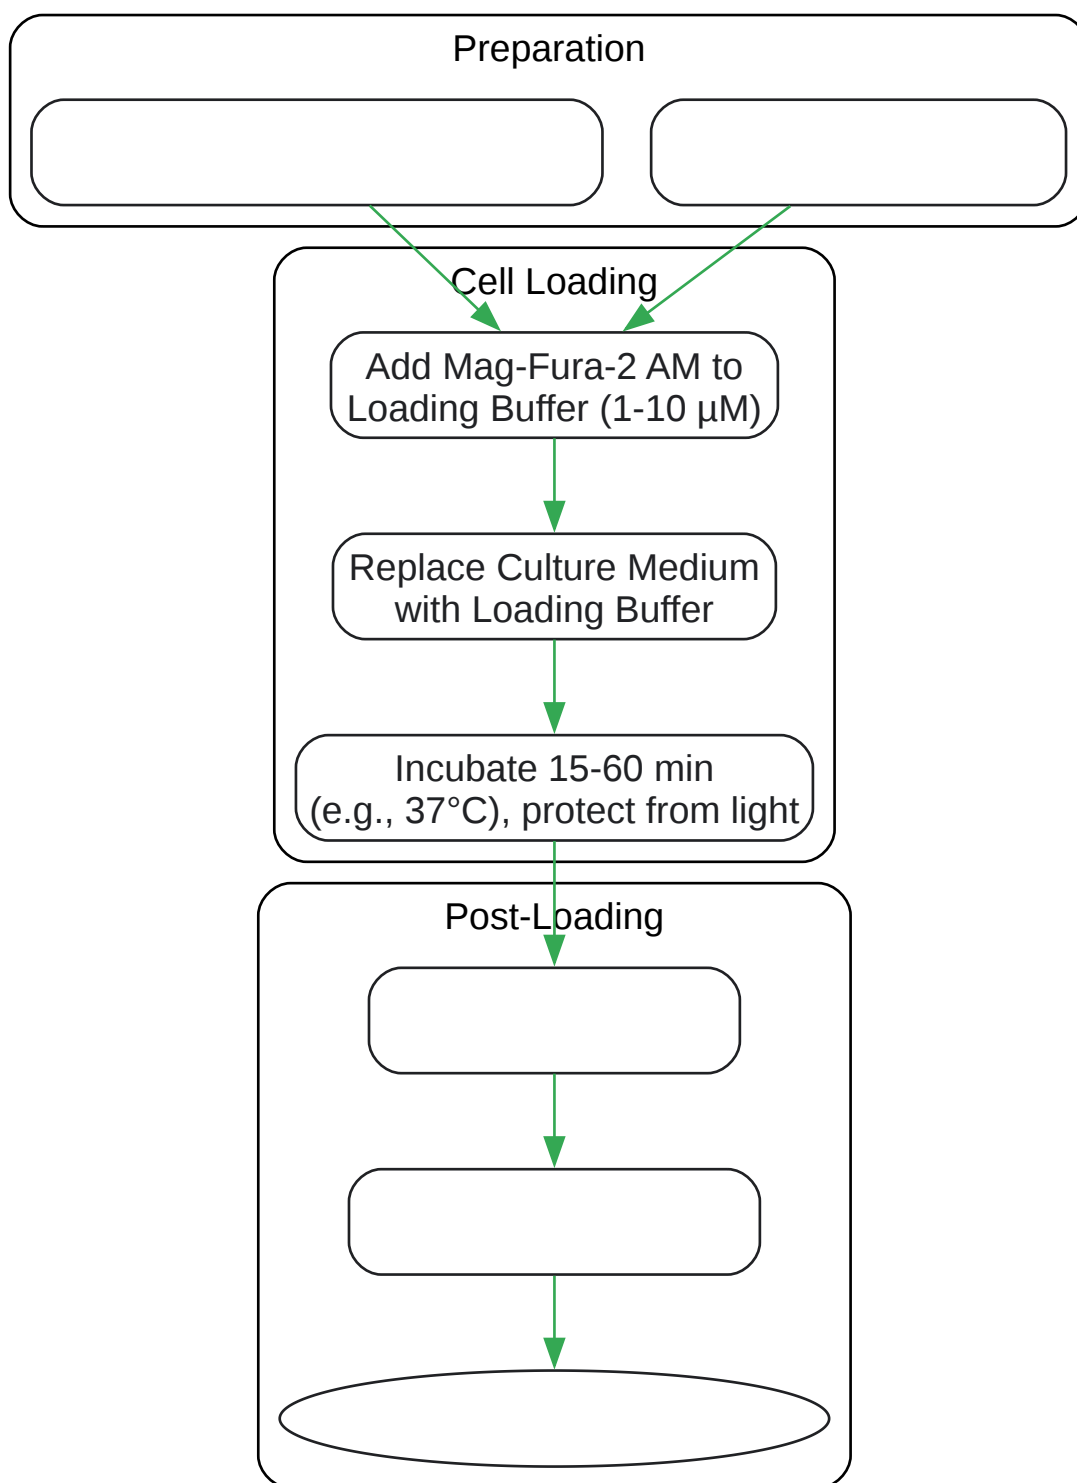 Preparation
Cell Loading
Add Mag-Fura-2 AM to
Loading Buffer (1-10 µM)
Replace Culture Medium
with Loading Buffer
Incubate 15-60 min
(e.g., 37°C), protect from light
Post-Loading